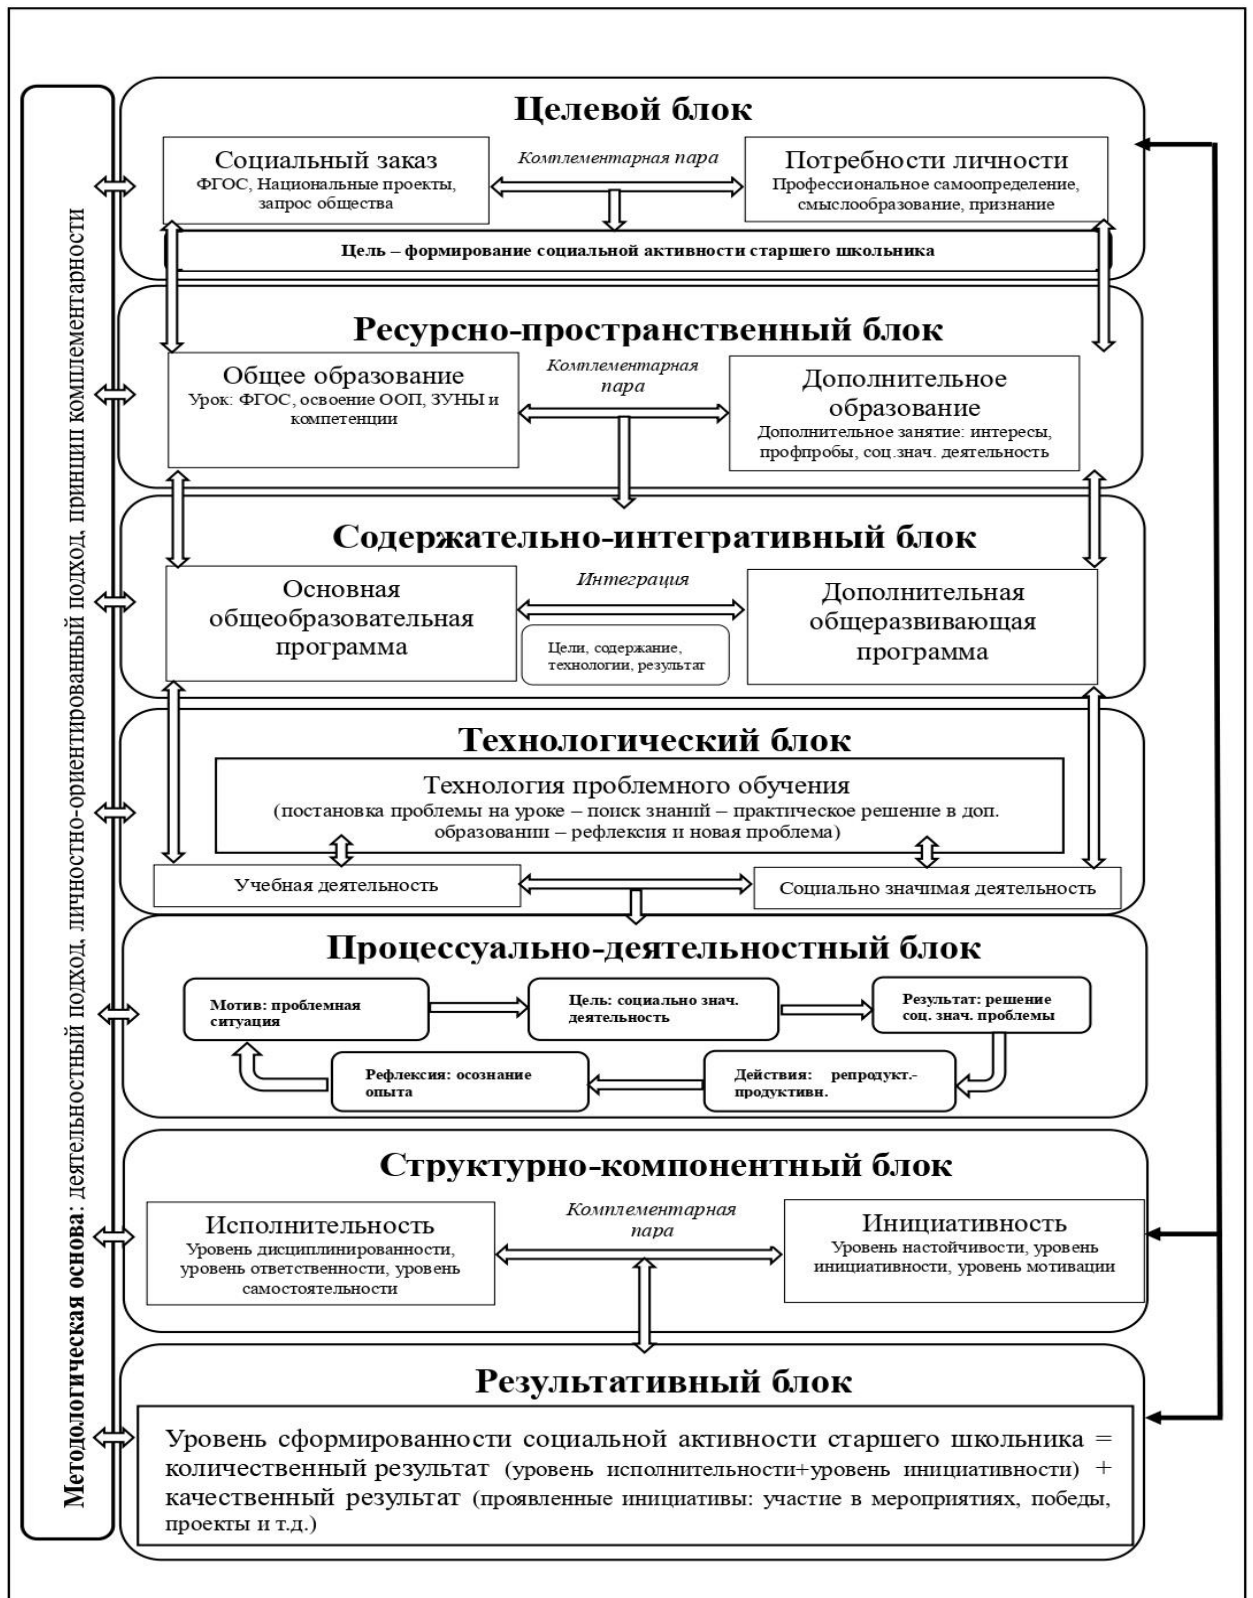 Методологическая основа: деятельностный подход, личностно-ориентированный подход, принцип комплементарности
Целевой блок
Социальный заказ
ФГОС, Национальные проекты,
запрос общества
Комплементарная пара
Потребности личности
Профессиональное самоопределение,
смыслообразование, признание
Цель – формирование социальной активности старшего школьника
Ресурсно-пространственный блок
Общее образование
Урок: ФГОС, освоение ООП, ЗУНЫ и
компетенции
Комплементарная
пара
Дополнительное
образование
Дополнительное занятие: интересы,
профпробы, соц.знач. деятельность
Содержательно-интегративный блок
Основная
общеобразовательная
программа
Интеграция
Цели, содержание,
технологии, результат
Дополнительная
общеразвивающая
программа
Технологический блок
Технология проблемного обучения
(постановка проблемы на уроке – поиск знаний – практическое решение в доп.
образовании – рефлексия и новая проблема)
Учебная деятельность
Социально значимая деятельность
Процессуально-деятельностный блок
Мотив: проблемная
ситуация
Цель: социально знач.
деятельность
Результат: решение
соц. знач. проблемы
Рефлексия: осознание
опыта
Действия: репродукт.-
продуктивн.
Структурно-компонентный блок
Исполнительность
Уровень дисциплинированности,
уровень ответственности, уровень
самостоятельности
Комплементарная
пара
Инициативность
Уровень настойчивости, уровень
инициативности, уровень мотивации
Результативный блок
Уровень сформированности социальной активности старшего школьника =
количественный результат (уровень исполнительности+уровень инициативности) +
качественный результат (проявленные инициативы: участие в мероприятиях, победы,
проекты и т.д.)